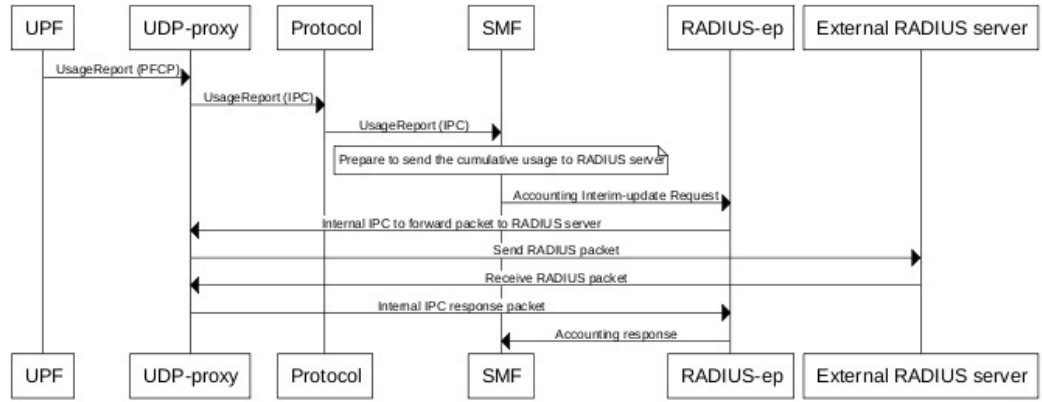 UPF
UDP-proxy
Protocol
SMF
RADIUS-ep
External RADIUS server
UsageReport (PFCP)
UsageReport (IPC)
UsageReport (IPC)
Prepare to send the cumulative usage to RADIUS server
Accounting Interim-update Request
Internal IPC to forward packet to RADIUS server
Send RADIUS packet
Receive RADIUS packet
Internal IPC response packet
Accounting response
UPF
UDP-proxy
Protocol
SMF
RADIUS-ep
External RADIUS server